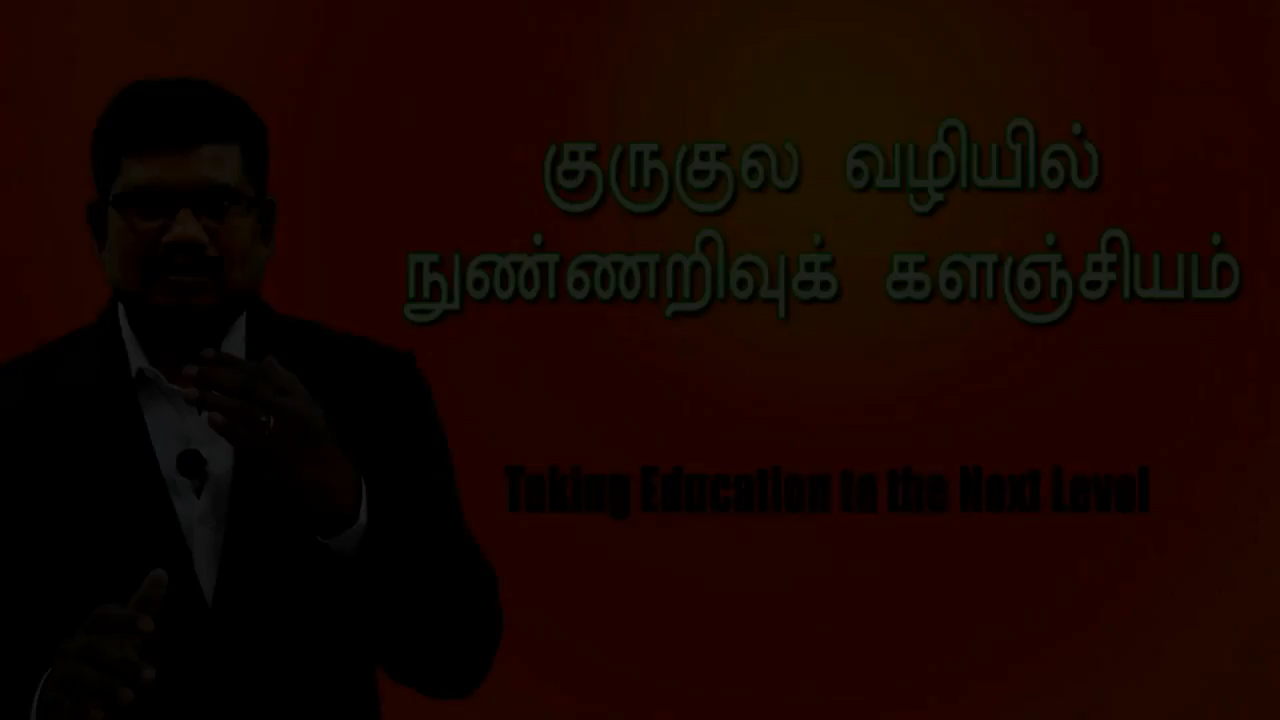 குருகுல வழியில்
நுண்ணறிவுக் களஞ்சியம்
Taking Education to the Next Level